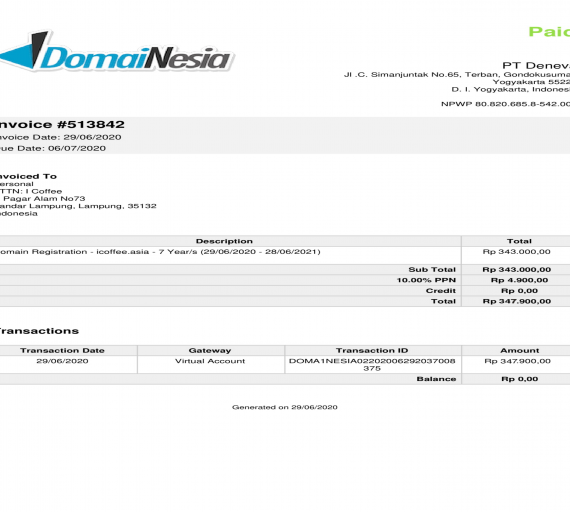 Paid
DomaiNesia
PT Deneva
Jl .C. Simanjuntak No.65, Terban, Gondokusuma
Yogyakarta 5522
D. I. Yogyakarta, Indones
NPWP 80.820.685.8-542.00
nvoice #513842
nvoice Date: 29/06/2020
ue Date: 06/07/2020
nvoiced To
ersonal
TTN: I Coffee
Pagar Alam No73
andar Lampung, Lampung, 35132
donesia
Description Total
omain Registration - icoffee.asia - 7 Year/s (29/06/2020 - 28/06/2021) Rp 343.000,00
Sub Total Rp 343.000,00
10.00% PPN Rp 4.900,00
Credit Rp 0,00
Total Rp 347.900,00
ransactions
Transaction Date Gateway Transaction ID Amount
29/06/2020 Virtual Account DOMA1NESIA02202006292037008 Rp 347.900,00
375
Balance Rp 0,00
Generated on 29/06/2020